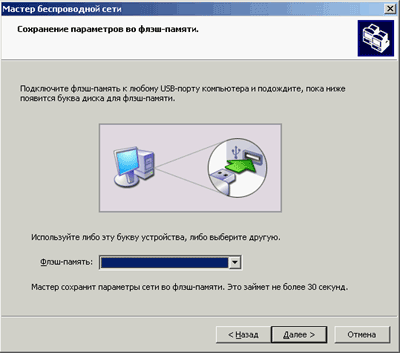 Мастер беспроводной сети
Сохранение параметров во флэш-памяти.
Подключите флэш-память к любому USB-порту компьютера и подождите, пока ниже
появится буква диска для флэш-памяти.
Используйте либо эту букву устройства, либо выберите другую.
Флэш-память:
Мастер сохранит параметры сети во флэш-памяти. Это займет не более 30 секунд.
< Назад
Далее >
Отмена